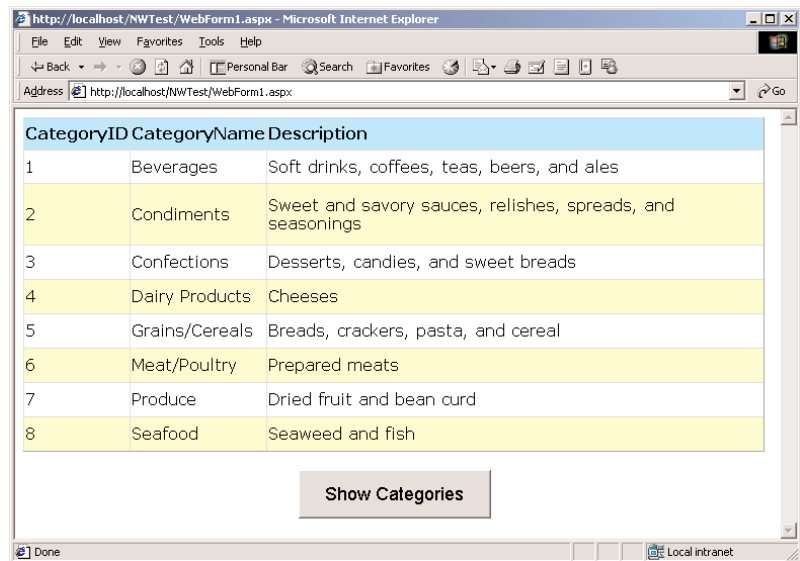 http://localhost/NWTest/WebForm1.aspx - Microsoft Internet Explorer
File Edit View Favorites Tools Help
Back Personal Bar Search Favorites
Address http://localhost/NWTest/WebForm1.aspx Go
CategoryID CategoryName Description
1 Beverages Soft drinks, coffees, teas, beers, and ales
2 Condiments Sweet and savory sauces, relishes, spreads, and
seasonings
3 Confections Desserts, candies, and sweet breads
4 Dairy Products Cheeses
5 Grains/Cereals Breads, crackers, pasta, and cereal
6 Meat/Poultry Prepared meats
7 Produce Dried fruit and bean curd
8 Seafood Seaweed and fish
Show Categories
Done Local intranet